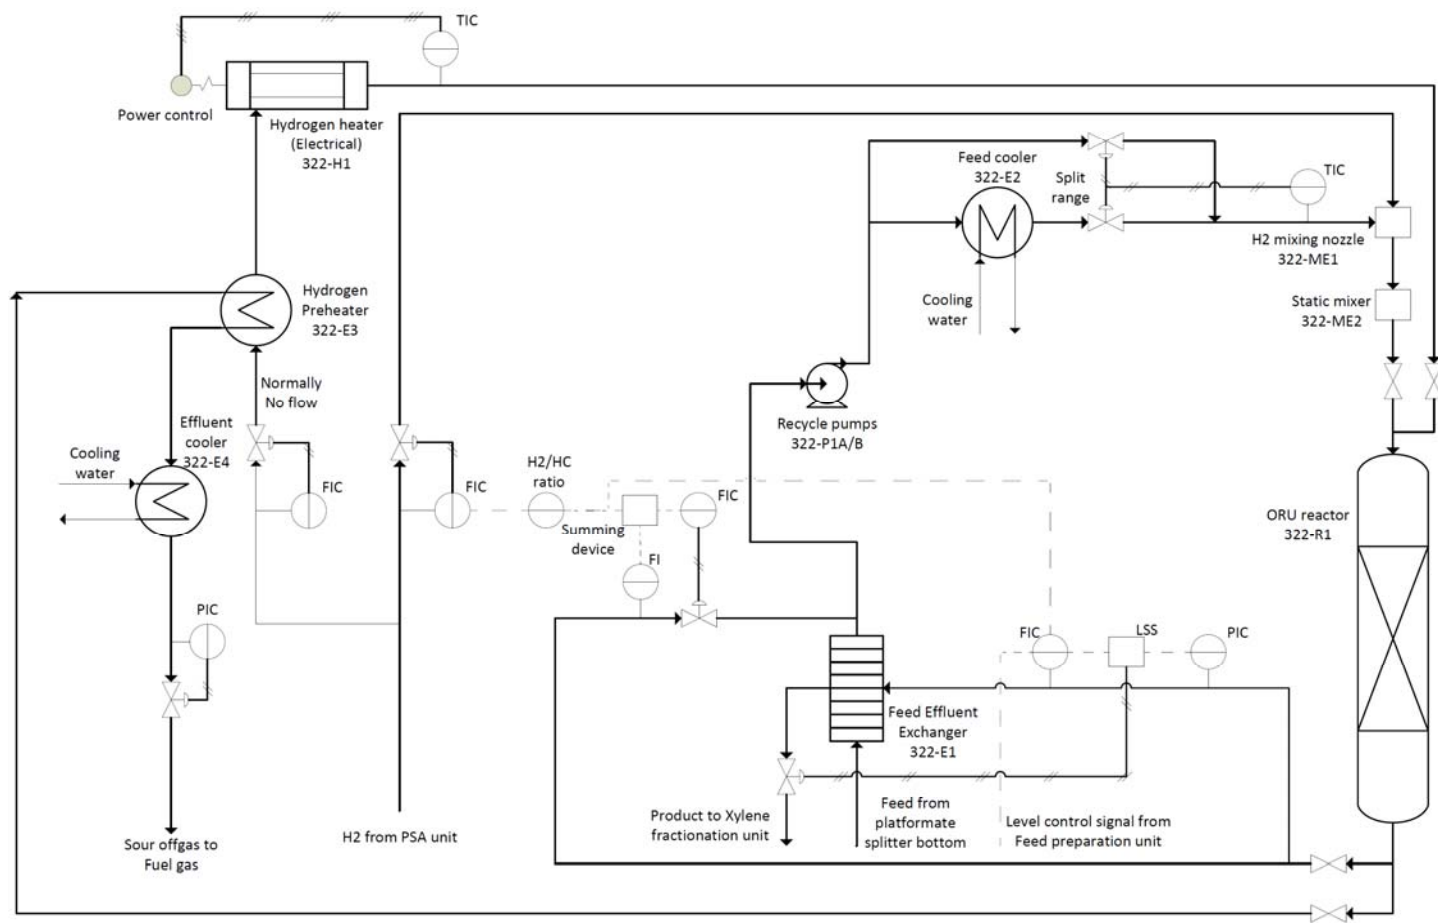 TIC
Power control
Hydrogen heater
(Electrical)
322-H1
Feed cooler
322-E2
Split
range
TIC
H2 mixing nozzle
322-ME1
Cooling
water
Static mixer
322-ME2
Hydrogen
Preheater
322-E3
Normally
No flow
Recycle pumps
322-P1A/B
Effluent
cooler
322-E4
Cooling
water
FIC
FIC
H2/HC
ratio
Summing
device
FIC
FI
ORU reactor
322-R1
PIC
FIC
LSS
PIC
Feed Effluent
Exchanger
322-E1
Sour offgas to
Fuel gas
H2 from PSA unit
Product to Xylene
fractionation unit
Feed from
platformate
splitter bottom
Level control signal from
Feed preparation unit